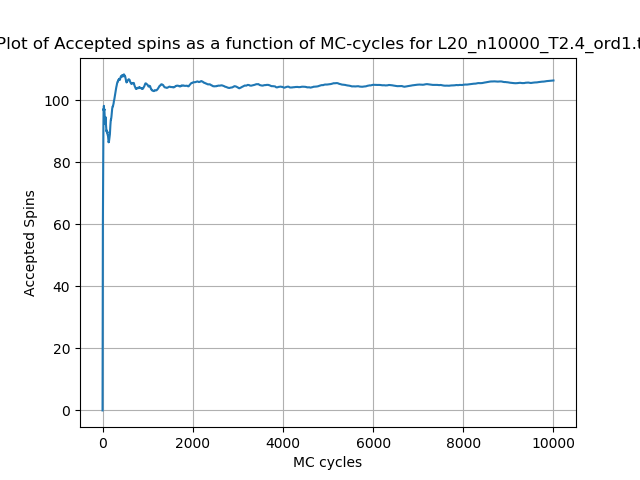 Plot of Accepted spins as a function of MC-cycles for L20_n10000_T2.4_ord1.t
Accepted Spins
100
80
60
40
20
0
0 2000 4000 6000 8000 10000
MC cycles